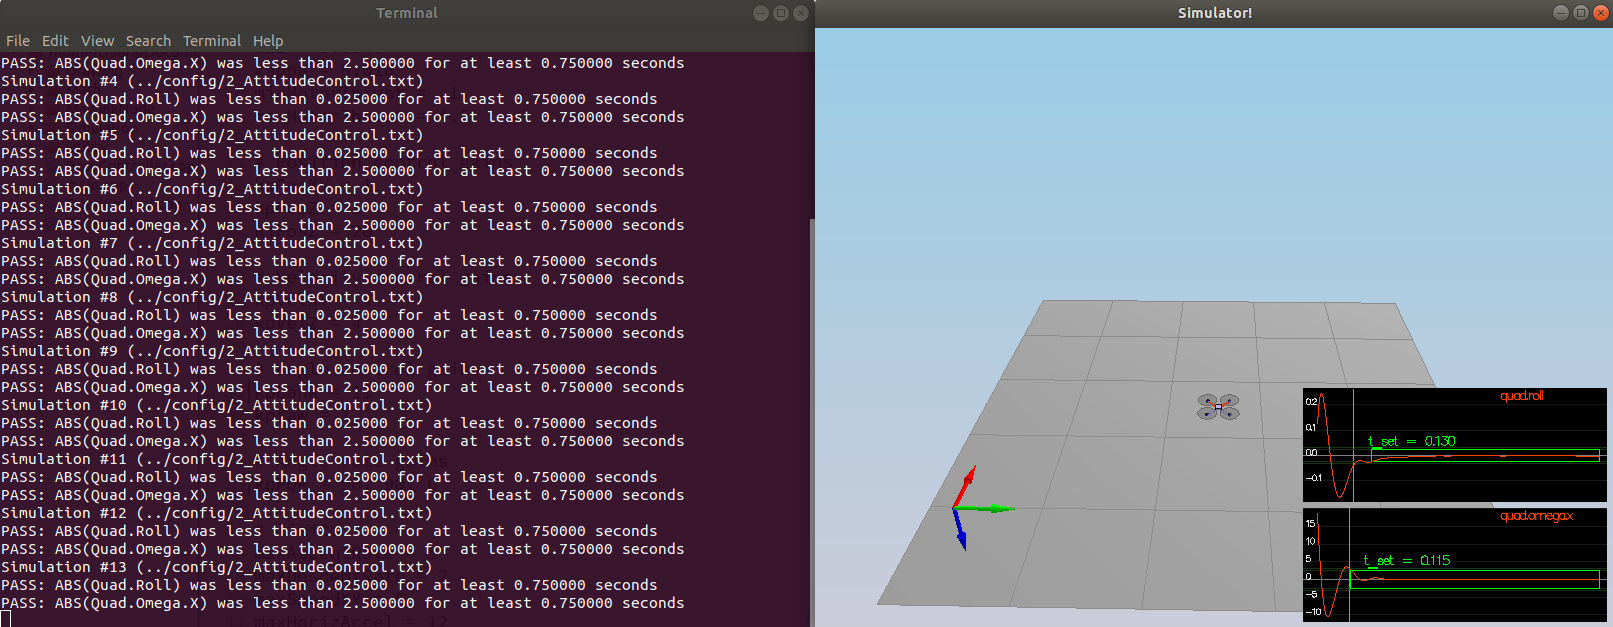 Terminal
File Edit View Search Terminal Help
PASS: ABS(Quad.Omega.X) was less than 2.500000 for at least 0.750000 seconds
Simulation #4 (../config/2_AttitudeControl.txt)
PASS: ABS(Quad.Roll) was less than 0.025000 for at least 0.750000 seconds
PASS: ABS(Quad.Omega.X) was less than 2.500000 for at least 0.750000 seconds
Simulation #5 (../config/2_AttitudeControl.txt)
PASS: ABS(Quad.Roll) was less than 0.025000 for at least 0.750000 seconds
PASS: ABS(Quad.Omega.X) was less than 2.500000 for at least 0.750000 seconds
Simulation #6 (../config/2_AttitudeControl.txt)
PASS: ABS(Quad.Roll) was less than 0.025000 for at least 0.750000 seconds
PASS: ABS(Quad.Omega.X) was less than 2.500000 for at least 0.750000 seconds
Simulation #7 (../config/2_AttitudeControl.txt)
PASS: ABS(Quad.Roll) was less than 0.025000 for at least 0.750000 seconds
PASS: ABS(Quad.Omega.X) was less than 2.500000 for at least 0.750000 seconds
Simulation #8 (../config/2_AttitudeControl.txt)
PASS: ABS(Quad.Roll) was less than 0.025000 for at least 0.750000 seconds
PASS: ABS(Quad.Omega.X) was less than 2.500000 for at least 0.750000 seconds
Simulation #9 (../config/2_AttitudeControl.txt)
PASS: ABS(Quad.Roll) was less than 0.025000 for at least 0.750000 seconds
PASS: ABS(Quad.Omega.X) was less than 2.500000 for at least 0.750000 seconds
Simulation #10 (../config/2_AttitudeControl.txt)
PASS: ABS(Quad.Roll) was less than 0.025000 for at least 0.750000 seconds
PASS: ABS(Quad.Omega.X) was less than 2.500000 for at least 0.750000 seconds
Simulation #11 (../config/2_AttitudeControl.txt)
PASS: ABS(Quad.Roll) was less than 0.025000 for at least 0.750000 seconds
PASS: ABS(Quad.Omega.X) was less than 2.500000 for at least 0.750000 seconds
Simulation #12 (../config/2_AttitudeControl.txt)
PASS: ABS(Quad.Roll) was less than 0.025000 for at least 0.750000 seconds
PASS: ABS(Quad.Omega.X) was less than 2.500000 for at least 0.750000 seconds
Simulation #13 (../config/2_AttitudeControl.txt)
PASS: ABS(Quad.Roll) was less than 0.025000 for at least 0.750000 seconds
PASS: ABS(Quad.Omega.X) was less than 2.500000 for at least 0.750000 seconds
maxHorizAccel = 12
Simulator!
quad.roll
0.2
0.1
t_set = 0.130
0.0
-0.1
quad.omega.x
15
10
5
t_set = 0.115
0
-5
-10